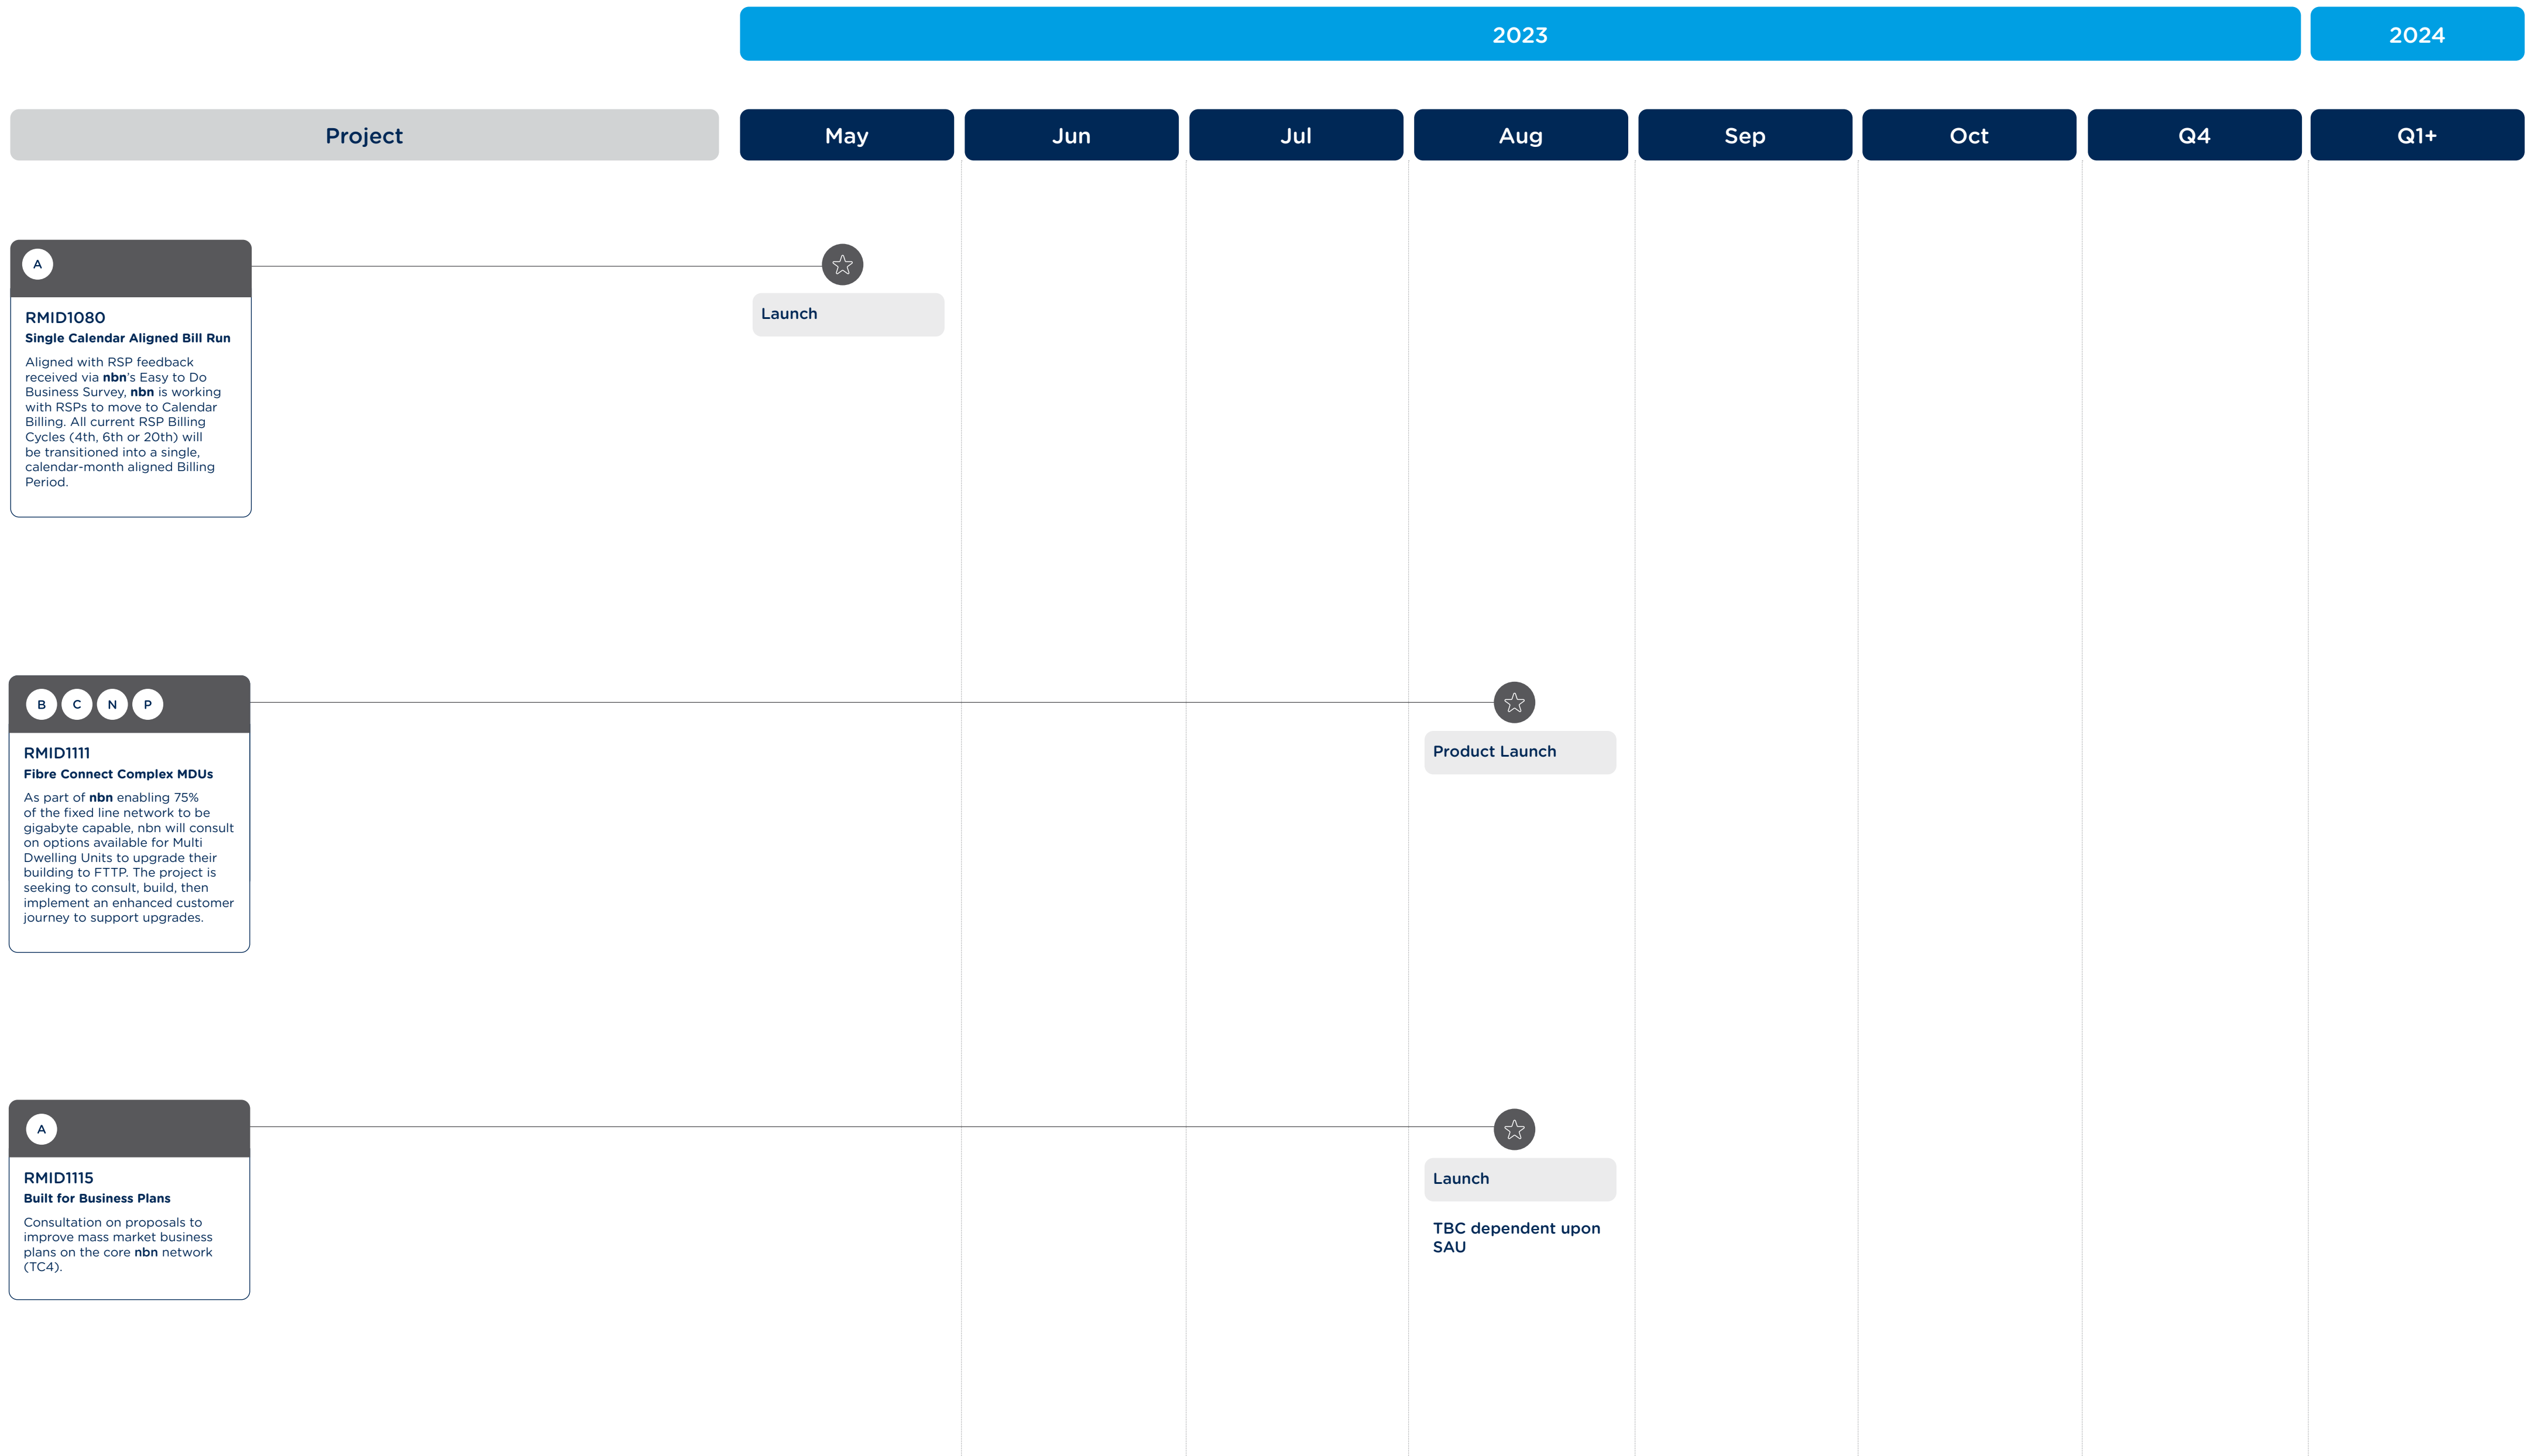 2023
2024
Project
May
Jun
Jul
Aug
Sep
Oct
Q4
Q1+
A
RMID1080
Single Calendar Aligned Bill Run
Aligned with RSP feedback
received via nbn's Easy to Do
Business Survey, nbn is working
with RSPs to move to Calendar
Billing. All current RSP Billing
Cycles (4th, 6th or 20th) will
be transitioned into a single,
calendar-month aligned Billing
Period.
Launch
B
C
N
P
RMID1111
Fibre Connect Complex MDUs
As part of nbn enabling 75%
of the fixed line network to be
gigabyte capable, nbn will consult
on options available for Multi
Dwelling Units to upgrade their
building to FTTP. The project is
seeking to consult, build, then
implement an enhanced customer
journey to support upgrades.
Product Launch
A
RMID1115
Built for Business Plans
Consultation on proposals to
improve mass market business
plans on the core nbn network
(TC4).
Launch
TBC dependent upon
SAU